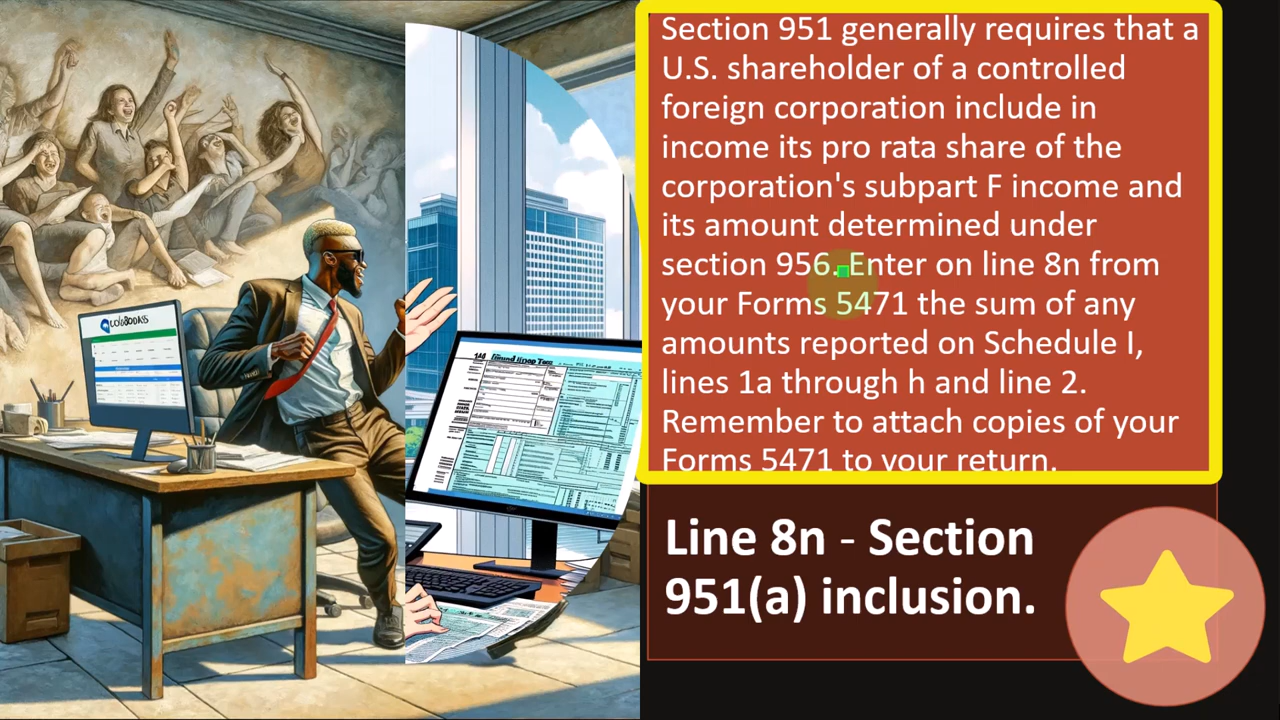 Section 951 generally requires that a
U.S. shareholder of a controlled
foreign corporation include in
income its pro rata share of the
corporation's subpart F income and
its amount determined under
section 956. Enter on line 8n from
your Forms 5471 the sum of any
amounts reported on Schedule I,
lines 1a through h and line 2.
Remember to attach copies of your
Forms 5471 to your return.
Line 8n - Section
951(a) inclusion.